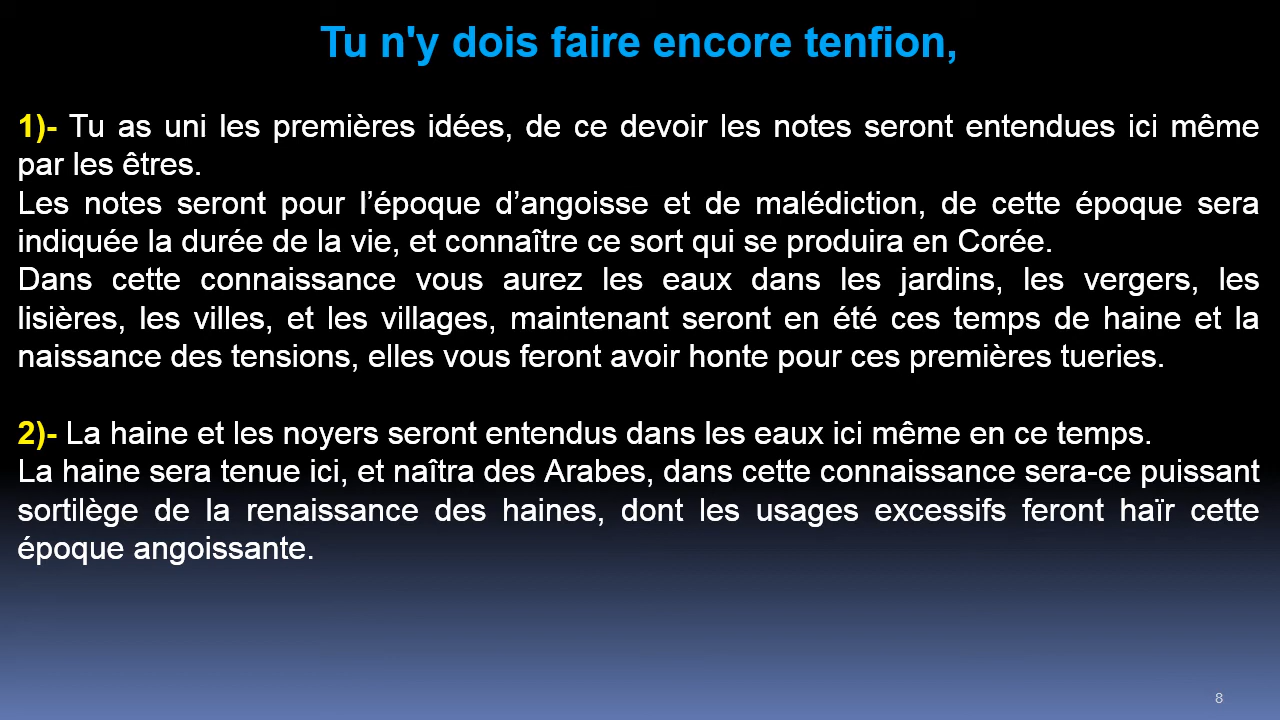 Tu n'y dois faire encore tenfion,
1)- Tu as uni les premières idées, de ce devoir les notes seront entendues ici même
par les êtres.
Les notes seront pour l’époque d’angoisse et de malédiction, de cette époque sera
indiquée la durée de la vie, et connaître ce sort qui se produira en Corée.
Dans cette connaissance vous aurez les eaux dans les jardins, les vergers, les
lisières, les villes, et les villages, maintenant seront en été ces temps de haine et la
naissance des tensions, elles vous feront avoir honte pour ces premières tueries.
2)- La haine et les noyers seront entendus dans les eaux ici même en ce temps.
La haine sera tenue ici, et naîtra des Arabes, dans cette connaissance sera-ce puissant
sortilège de la renaissance des haines, dont les usages excessifs feront haïr cette
époque angoissante.
8